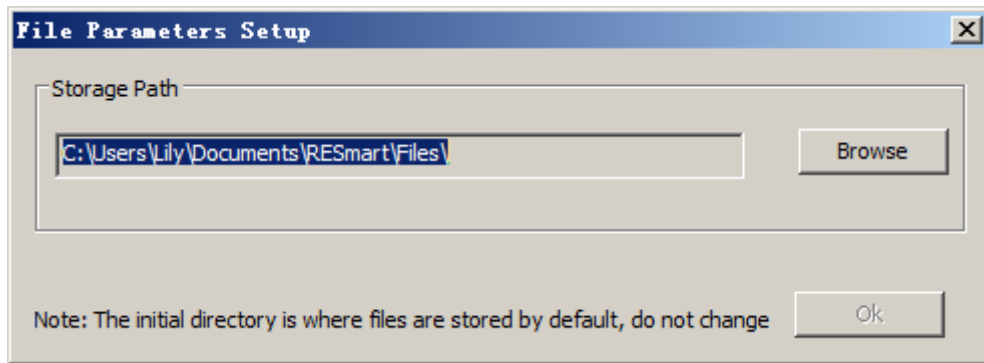 File Parameters Setup
Storage Path
C:\Users\Lily\Documents\RESmart\Files\
Browse
Note: The initial directory is where files are stored by default, do not change
Ok